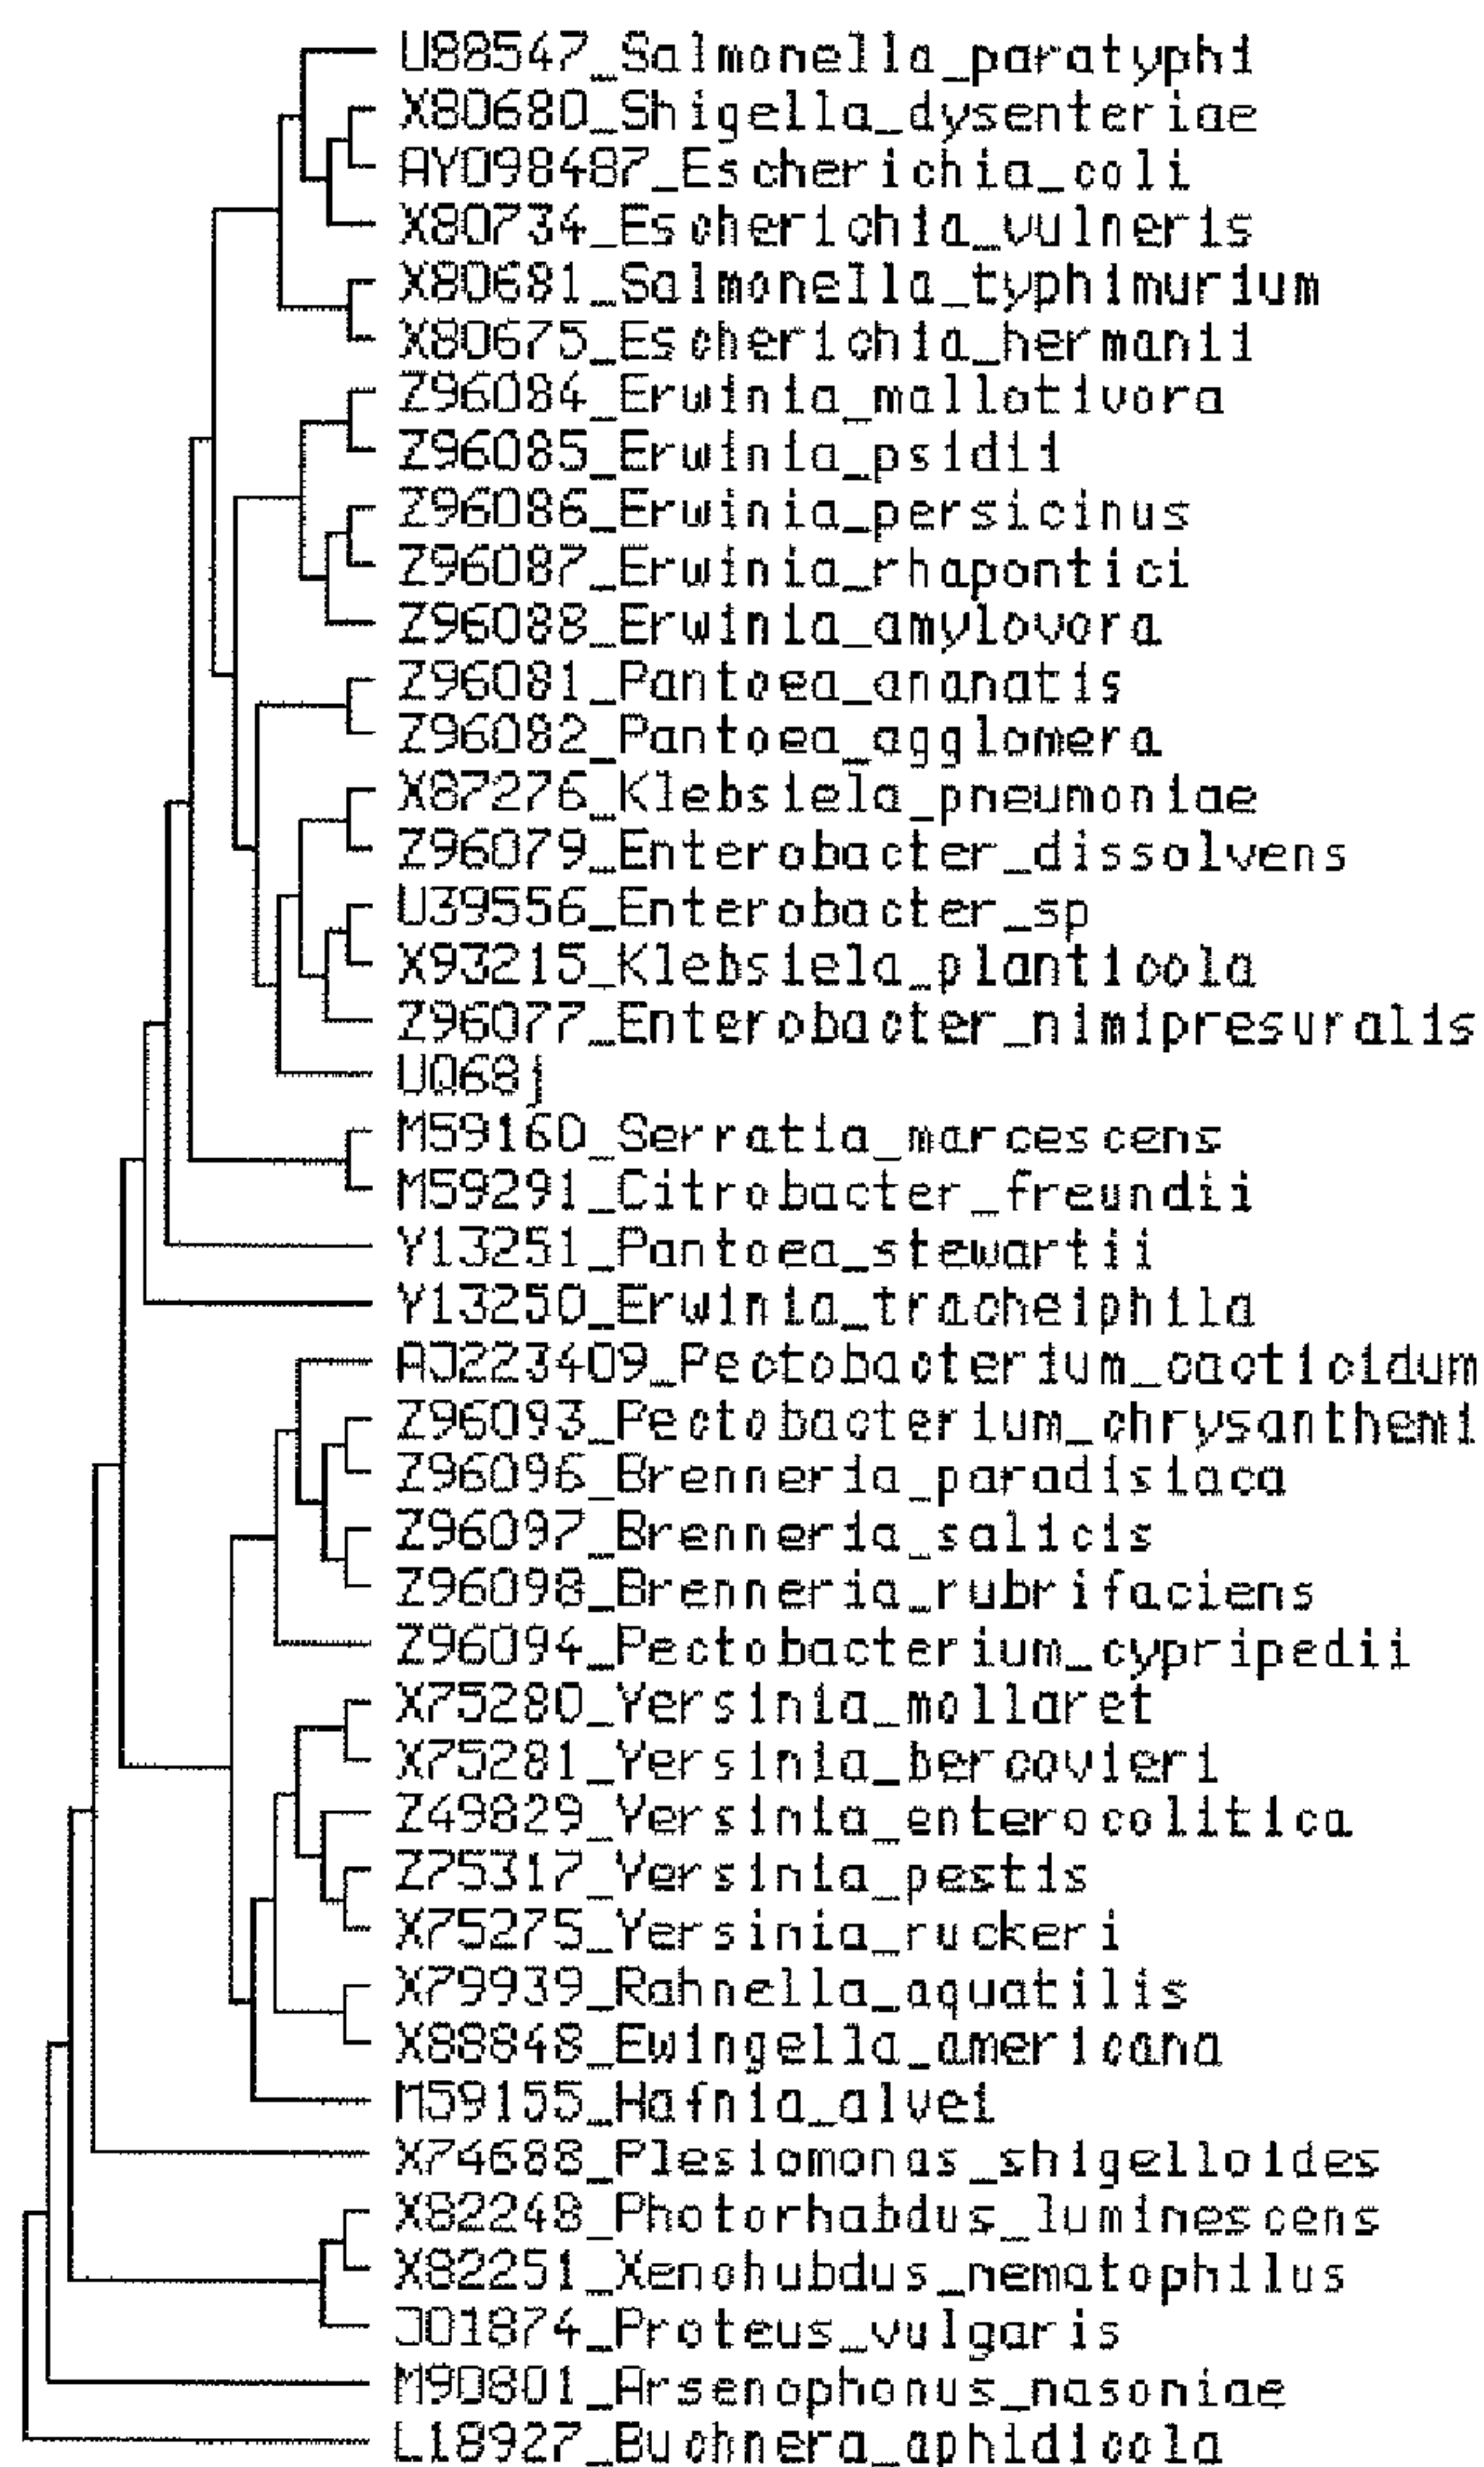 U88547_Salmonella_paratyphi
X80680_Shigella_dysenteriae
AY098487_Escherichia_coli
X80734_Escherichia_vulneris
X80681_Salmonella_typhimurium
X80675_Escherichia_hermanii
Z96084_Erwinia_mallotivora
Z96085_Erwinia_psidii
Z96086_Erwinia_persicinus
Z96087_Erwinia_rhapontici
Z96088_Erwinia_amylovora
Z96081_Pantoea_ananatis
Z96082_Pantoea_agglomera
X87276_Klebsiela_pneumoniae
Z96079_Enterobacter_dissolvens
U39556_Enterobacter_sp
X93215_Klebsiela_planticola
Z96077_Enterobacter_nimipresuralis
U068j
M59160_Serratia_marcescens
M59291_Citrobacter_freundii
Y13251_Pantoea_stewartii
Y13250_Erwinia_tracheiphila
AJ223409_Pectobacterium_cacticidum
Z96093_Pectobacterium_chrysanthemi
Z96096_Brenneria_paradisiaca
Z96097_Brenneria_salicis
Z96098_Brenneria_rubrifaciens
Z96094_Pectobacterium_cypripedii
X75280_Yersinia_mollaret
X75281_Yersinia_bercovieri
Z49829_Yersinia_enterocolitica
Z75317_Yersinia_pestis
X75275_Yersinia_ruckeri
X79939_Rahnella_aquatilis
X88848_Ewingella_americana
M59155_Hafnia_alvei
X74688_Plesiomonas_shigelloides
X82248_Photorhabdus_luminescens
X82251_Xenohubdus_nematophilus
J01874_Proteus_vulgaris
M90801_Arsenophonus_nasoniae
L18927_Buchnera_aphidicola